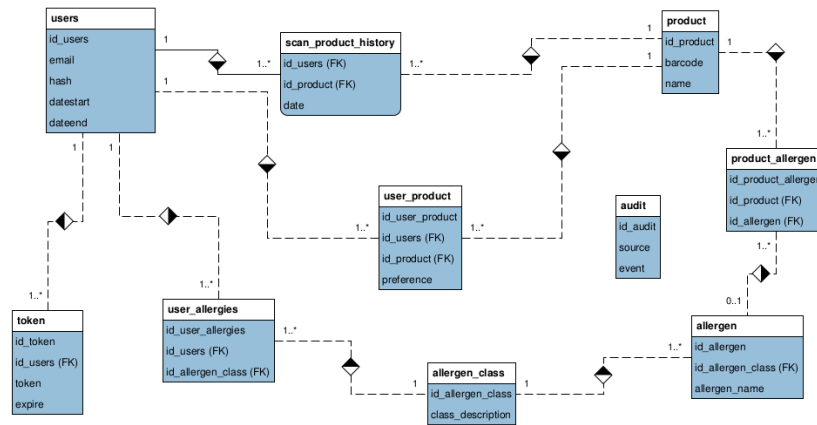 users
id_users
email
hash
datestart
dateend
1
1
1
1
scan_product_history
id_users (FK)
id_product (FK)
date
1..*
1..*
product
id_product
barcode
name
1
1
1
1..*
product_allergen
id_product_allergen
id_product (FK)
id_allergen (FK)
1..*
user_product
id_user_product
id_users (FK)
id_product (FK)
preference
1..*
1..*
audit
id_audit
source
event
1..*
token
id_token
id_users (FK)
token
expire
1..*
user_allergies
id_user_allergies
id_users (FK)
id_allergen_class (FK)
1..*
1
allergen_class
id_allergen_class
class_description
1
1..*
0..1
allergen
id_allergen
id_allergen_class (FK)
allergen_name